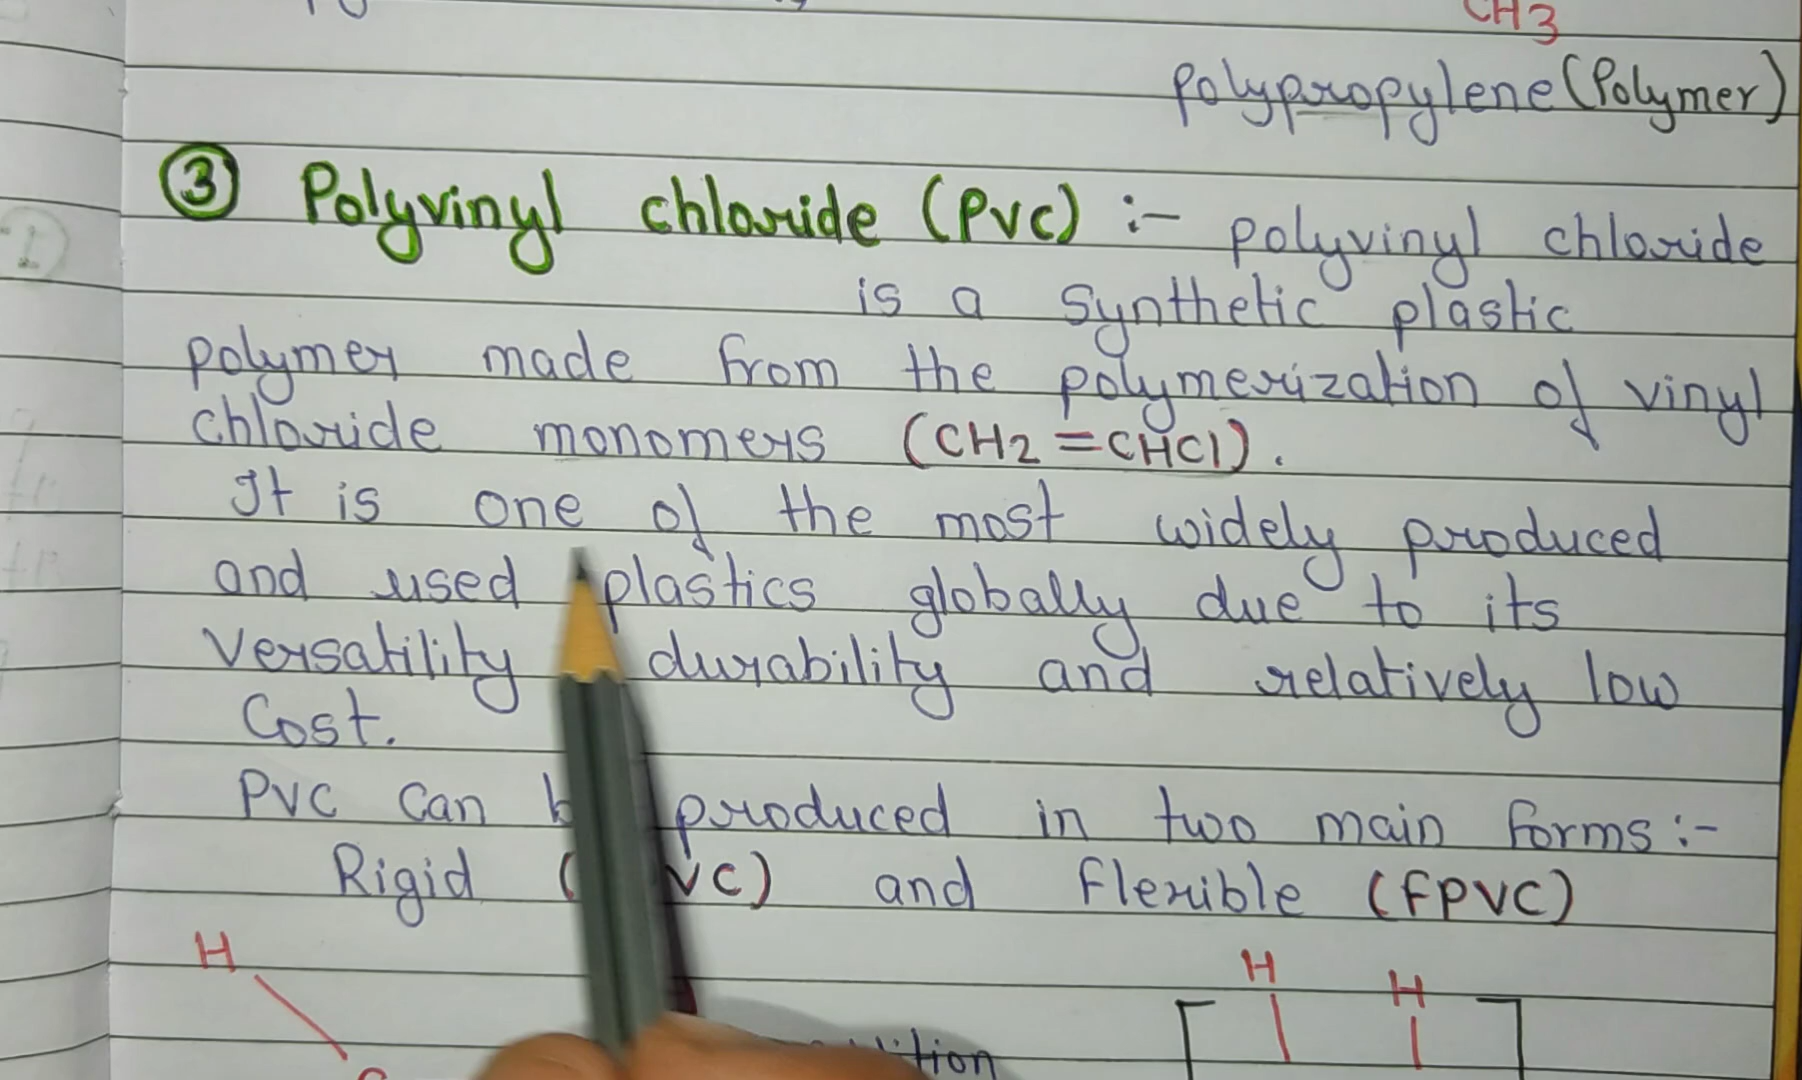 CH3
polypropylene (Polymer)
③ Polyvinyl chloride (PVC) :- polyvinyl chloride
is a synthetic plastic
polymer made from the polymerization of vinyl
chloride monomers (CH2=CHCl).
It is one of the most widely produced
and used plastics globally due to its
versatility durability and relatively low
cost.
PVC can produced in two main forms:-
Rigid ( VC) and flexible (FPVC)
H
H H